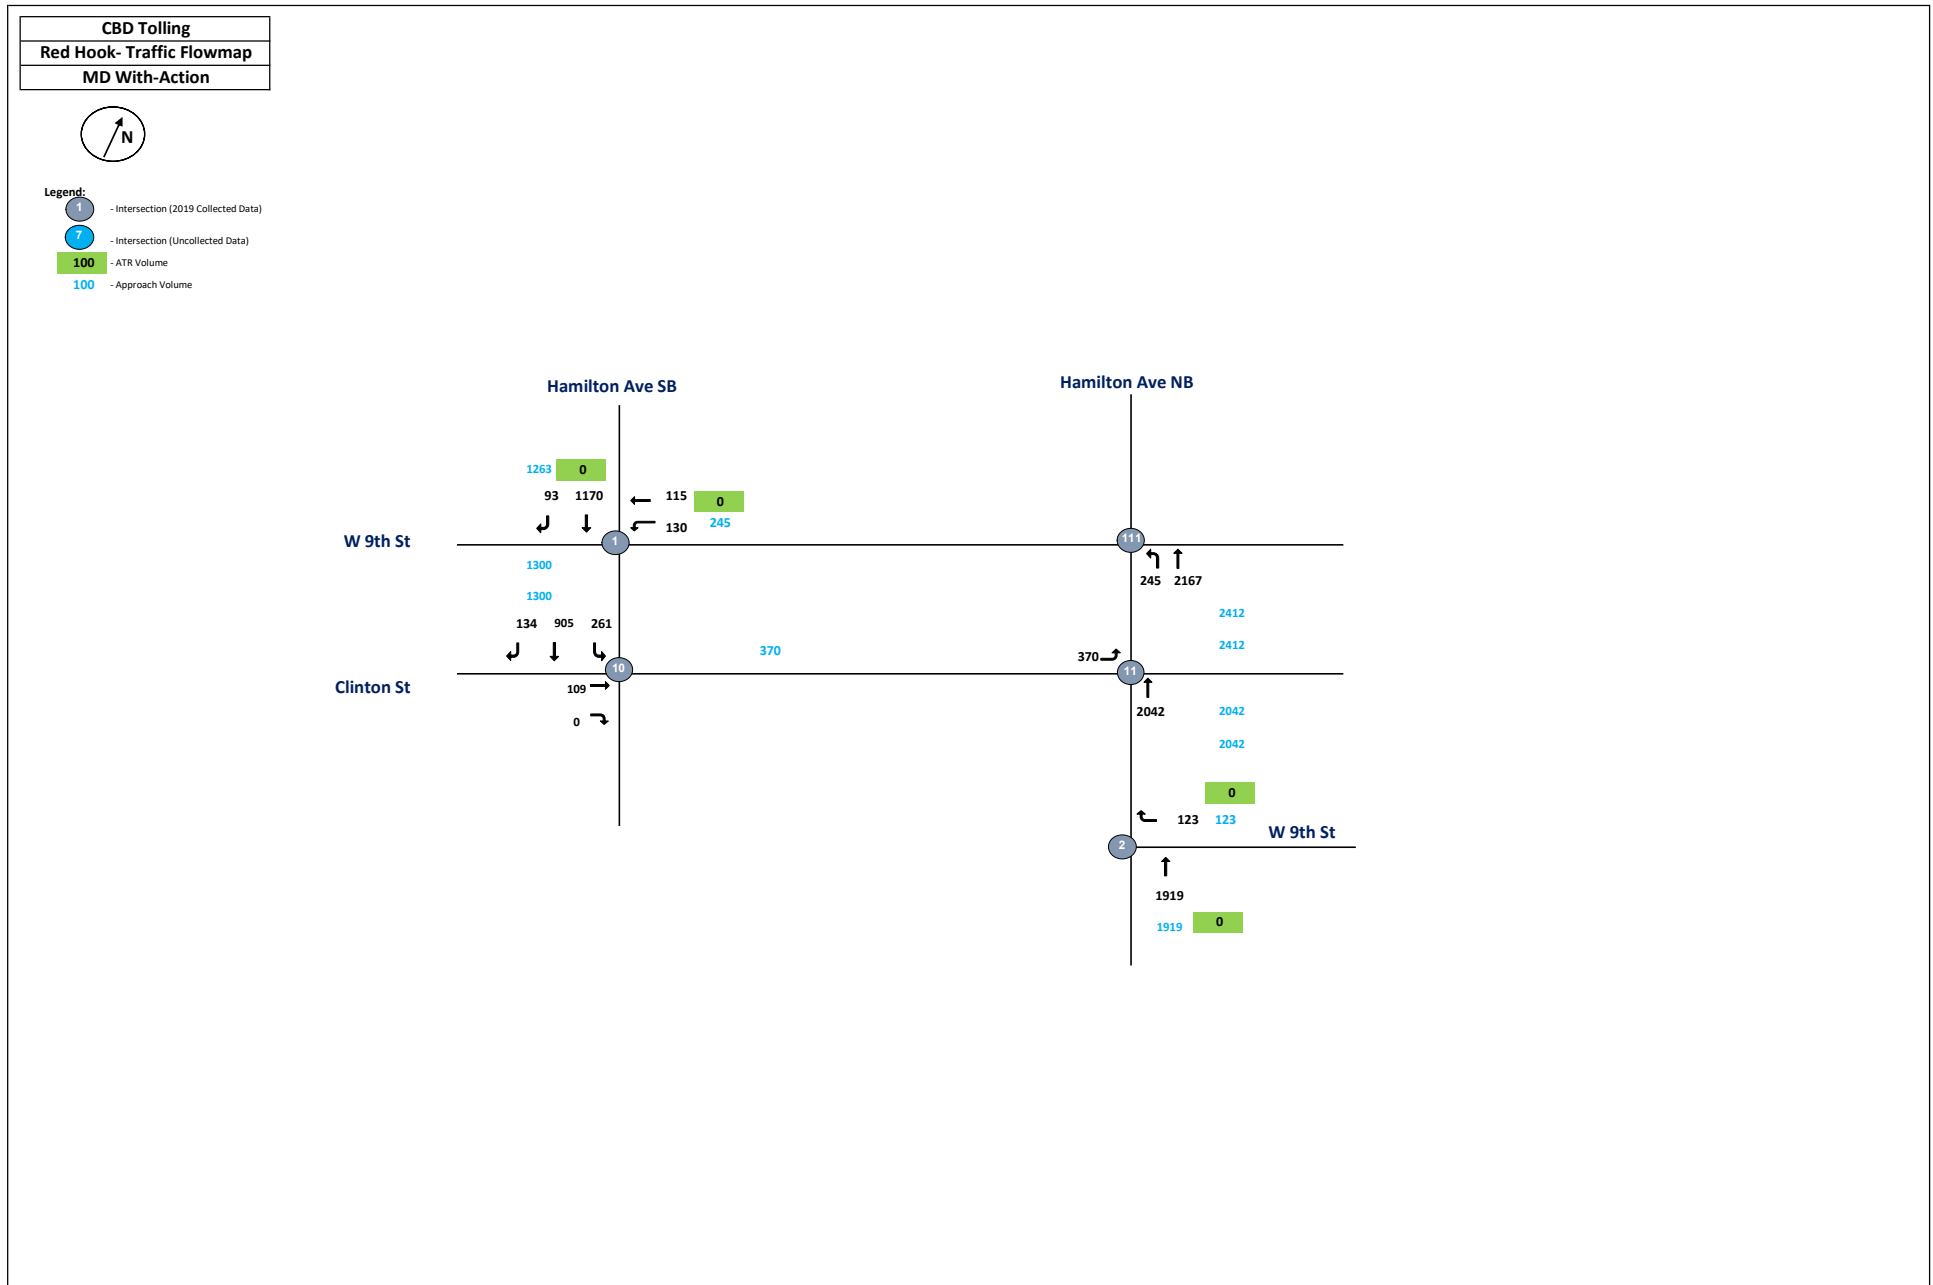 CBD Tolling
Red Hook- Traffic Flowmap
MD With-Action
N
Legend:
1 - Intersection (2019 Collected Data)
7 - Intersection (Uncollected Data)
100 - ATR Volume
100 - Approach Volume
Hamilton Ave SB
Hamilton Ave NB
1263 0
93 1170
115 0
130 245
W 9th St
1
111
245 2167
1300
1300
2412
2412
134 905 261
370
370
10
11
Clinton St
109
0
2042
2042
2042
0
123 123
W 9th St
2
1919
1919 0